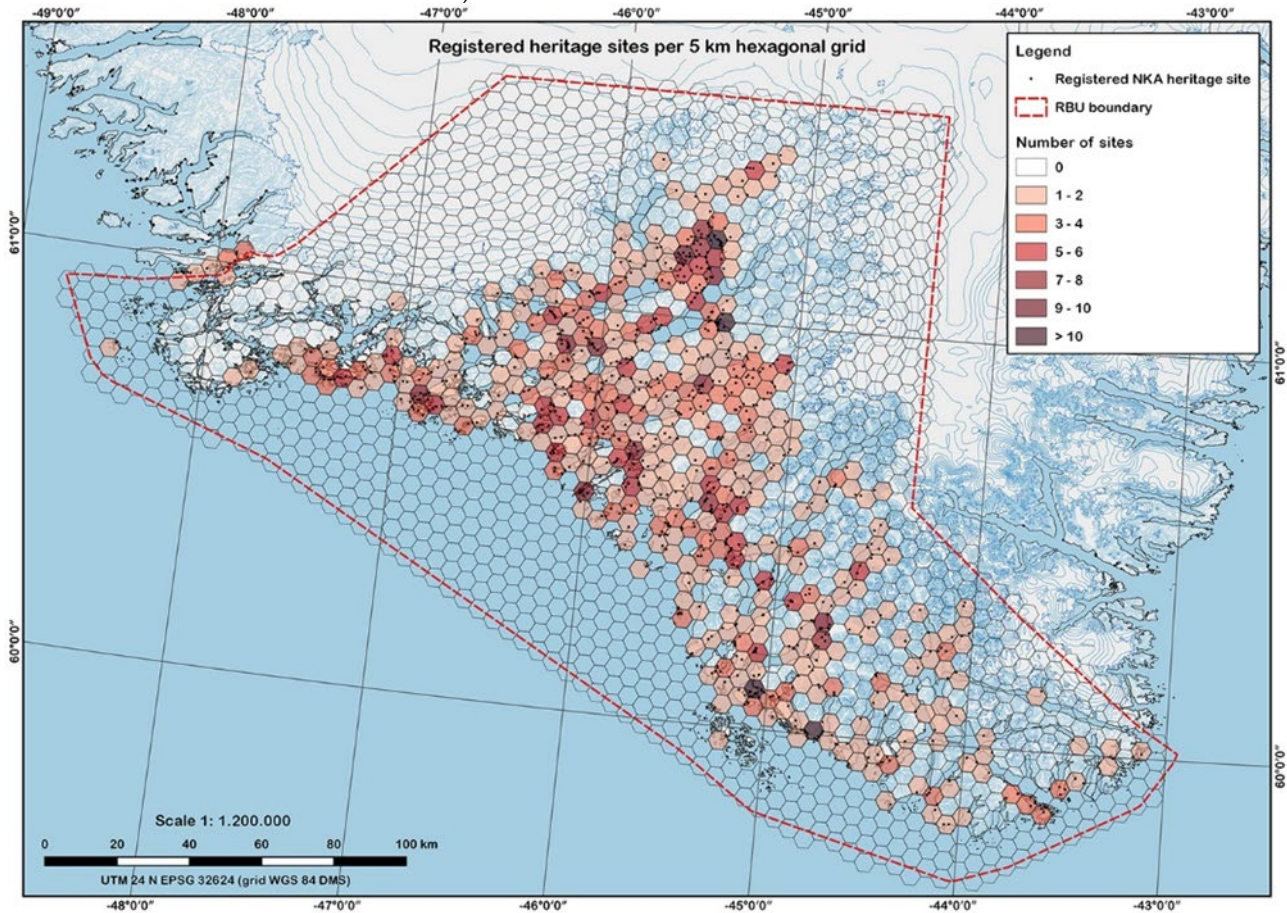 -49°0'0" -48°0'0" -47°0'0" -46°0'0" -45°0'0" -44°0'0" -43°0'0"
Registered heritage sites per 5 km hexagonal grid
Legend
Registered NKA heritage site
RBU boundary
Number of sites
0
1 - 2
3 - 4
5 - 6
7 - 8
9 - 10
> 10
61°0'0"
61°0'0"
60°0'0"
60°0'0"
Scale 1: 1.200.000
0 20 40 60 80 100 km
UTM 24 N EPSG 32624 (grid WGS 84 DMS)
-48°0'0" -47°0'0" -46°0'0" -45°0'0" -44°0'0" -43°0'0"